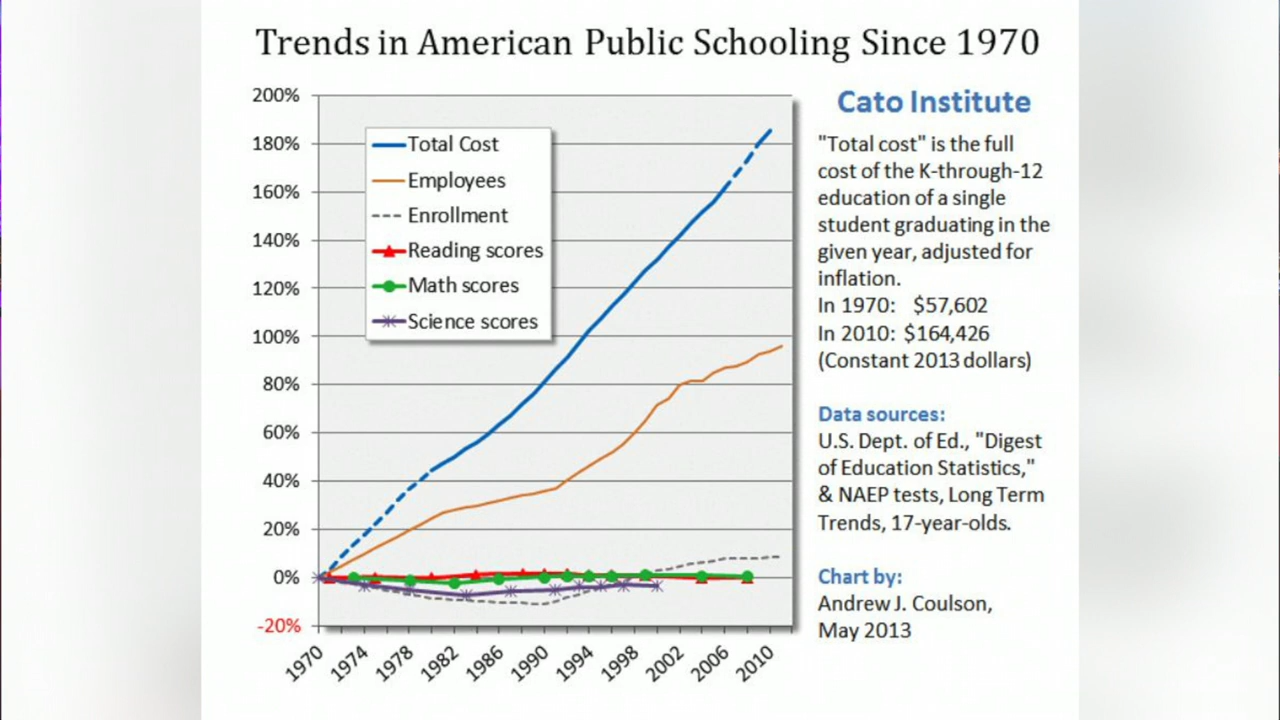 Trends in American Public Schooling Since 1970
200%
180%
160%
140%
120%
100%
80%
60%
40%
20%
0%
-20%
Total Cost
Employees
Enrollment
Reading scores
Math scores
Science scores
1970
1974
1978
1982
1986
1990
1994
1998
2002
2006
2010
Cato Institute
"Total cost" is the full
cost of the K-through-12
education of a single
student graduating in the
given year, adjusted for
inflation.
In 1970: $57,602
In 2010: $164,426
(Constant 2013 dollars)
Data sources:
U.S. Dept. of Ed., "Digest
of Education Statistics,"
& NAEP tests, Long Term
Trends, 17-year-olds.
Chart by:
Andrew J. Coulson,
May 2013